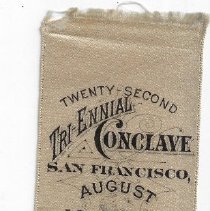 TWENTY-SECOND
TRI-ENNIAL
CONCLAVE
SAN FRANCISCO,
AUGUST